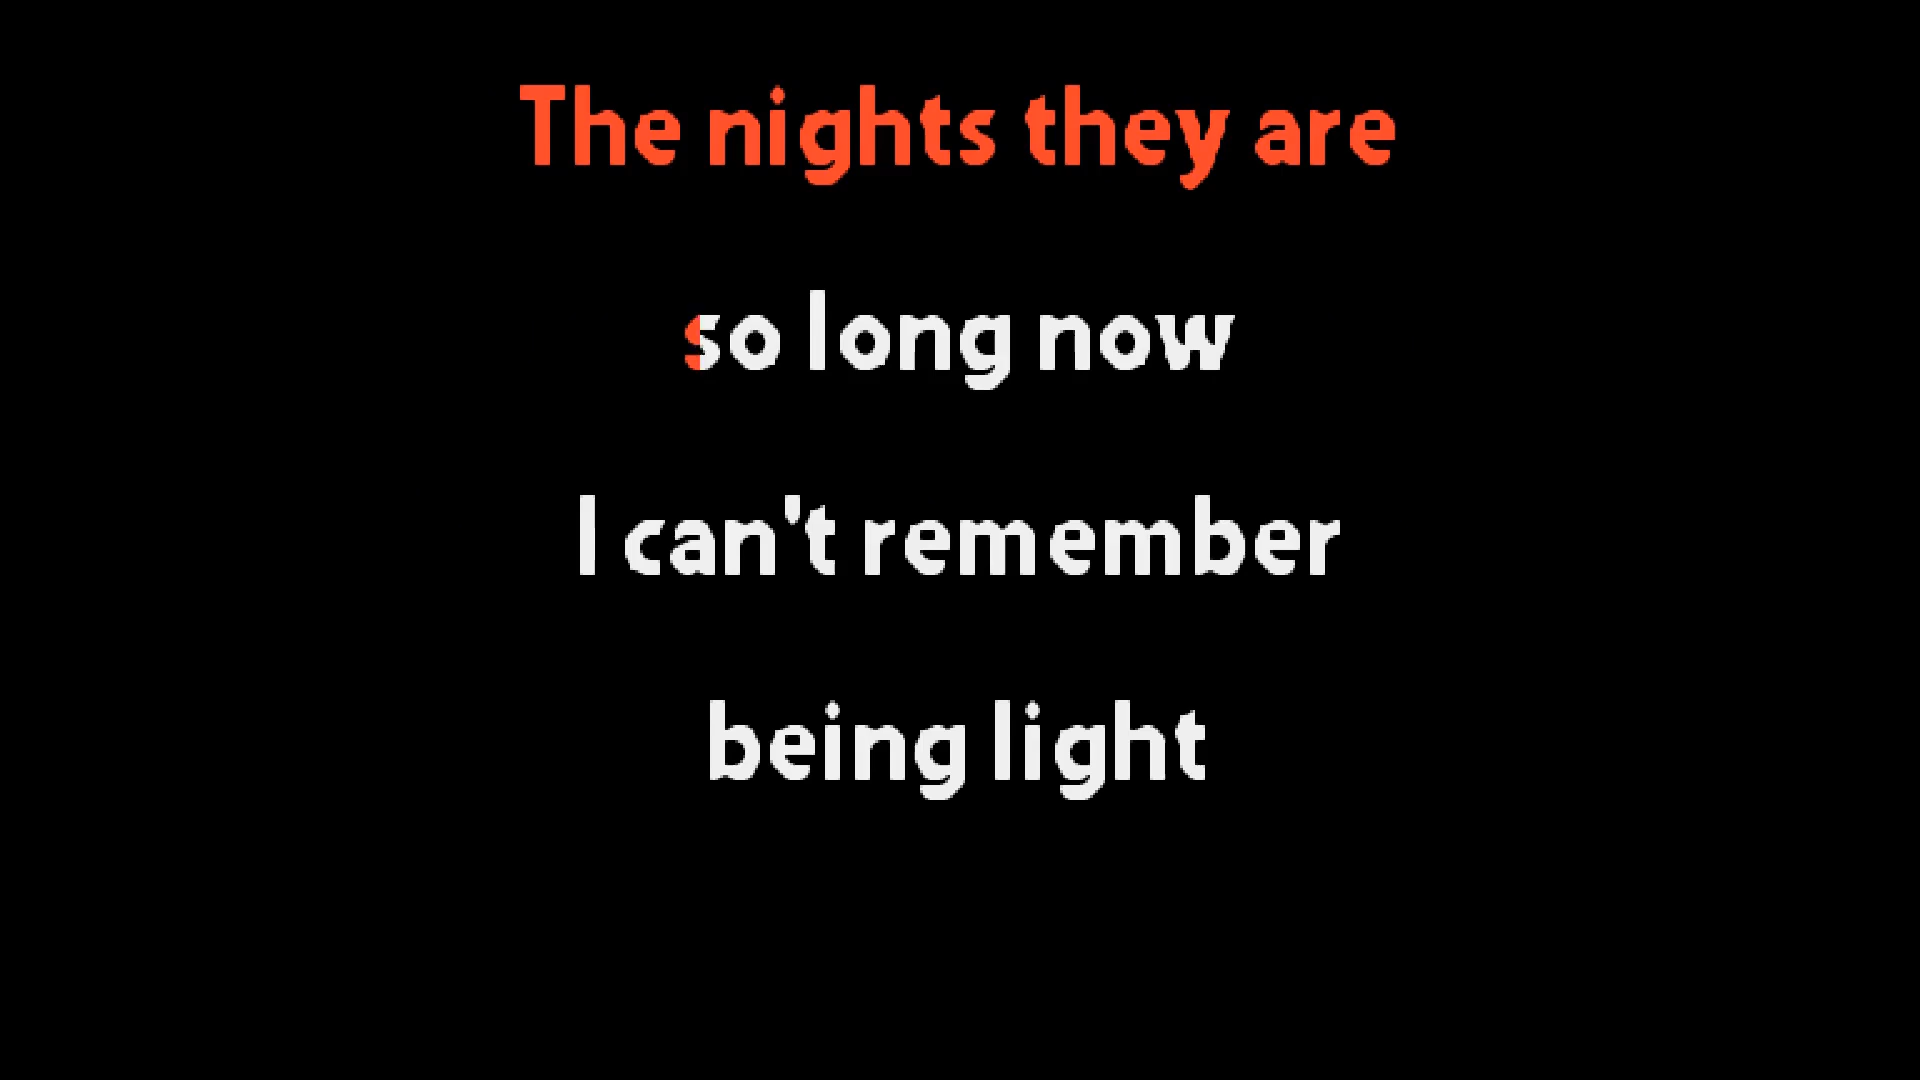 The nights they are
so long now
I can't remember
being light